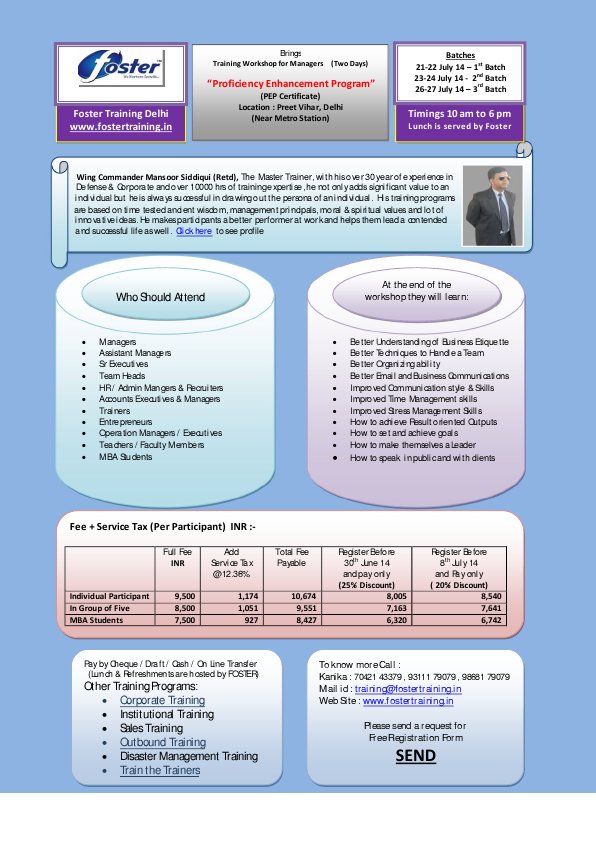 foster
TM
Foster Training Delhi
www.fostertraining.in
Brings
Training Workshop for Managers (Two Days)
“Proficiency Enhancement Program”
(PEP Certificate)
Location : Preet Vihar, Delhi
(Near Metro Station)
Batches
21-22 July 14 – 1st Batch
23-24 July 14 - 2nd Batch
26-27 July 14 – 3rd Batch
Timings 10 am to 6 pm
Lunch is served by Foster
Wing Commander Mansoor Siddiqui (Retd), The Master Trainer, with his over 30 year of experience in
Defense & Corporate and over 10000 hrs of training expertise, he not only adds significant value to an
individual but he is always successful in drawing out the persona of an individual. His training programs
are based on time tested ancient wisdom, management principals, moral & spiritual values and lot of
innovative ideas. He makes participants a better performer at work and helps them lead a contended
and successful life as well. Click here to see profile
Who Should Attend
• Managers
• Assistant Managers
• Sr Executives
• Team Heads
• HR/ Admin Mangers & Recruiters
• Accounts Executives & Managers
• Trainers
• Entrepreneurs
• Operation Managers / Executives
• Teachers / Faculty Members
• MBA Students
At the end of the
workshop they will learn:
• Better Understanding of Business Etiquette
• Better Techniques to Handle a Team
• Better Organizing ability
• Better Email and Business Communications
• Improved Communication style & Skills
• Improved Time Management skills
• Improved Stress Management Skills
• How to achieve Result oriented Outputs
• How to set and achieve goals
• How to make themselves a Leader
• How to speak in public and with clients
Fee + Service Tax (Per Participant) INR :-
Full Fee INR | Add Service Tax @12.36% | Total Fee Payable | Register Before 30th June 14 and pay only (25% Discount) | Register Before 8th July 14 and Pay only ( 20% Discount)
Individual Participant 9,500 1,174 10,674 8,005 8,540
In Group of Five 8,500 1,051 9,551 7,163 7,641
MBA Students 7,500 927 8,427 6,320 6,742
Pay by Cheque / Draft / Cash / On Line Transfer
(Lunch & Refreshments are hosted by FOSTER)
Other Training Programs:
• Corporate Training
• Institutional Training
• Sales Training
• Outbound Training
• Disaster Management Training
• Train the Trainers
To know more Call :
Kanika : 70421 43379 , 93111 79079 , 98681 79079
Mail id : training@fostertraining.in
Web Site : www.fostertraining.in
Please send a request for
Free Registration Form
SEND